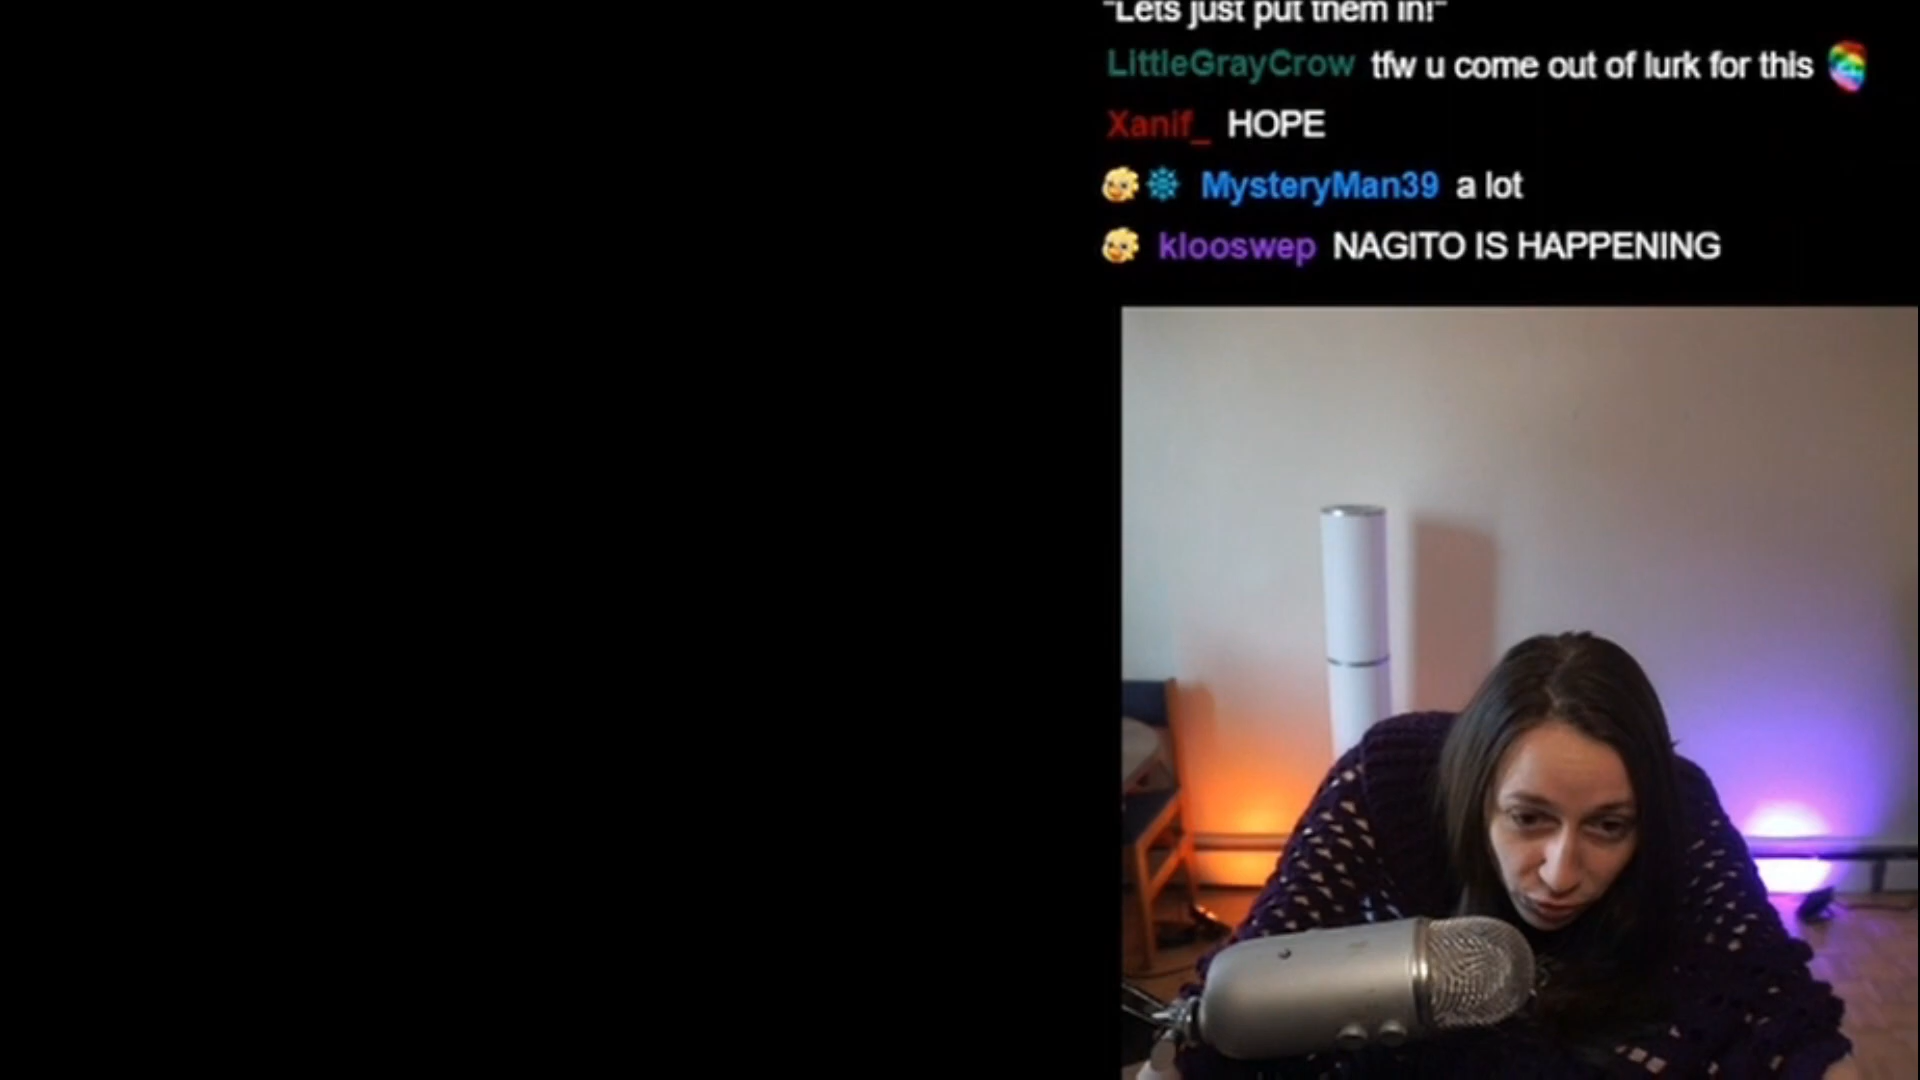 "Lets just put them in!"
LittleGrayCrow tfw u come out of lurk for this
Xanif_ HOPE
MysteryMan39 a lot
klooswep NAGITO IS HAPPENING